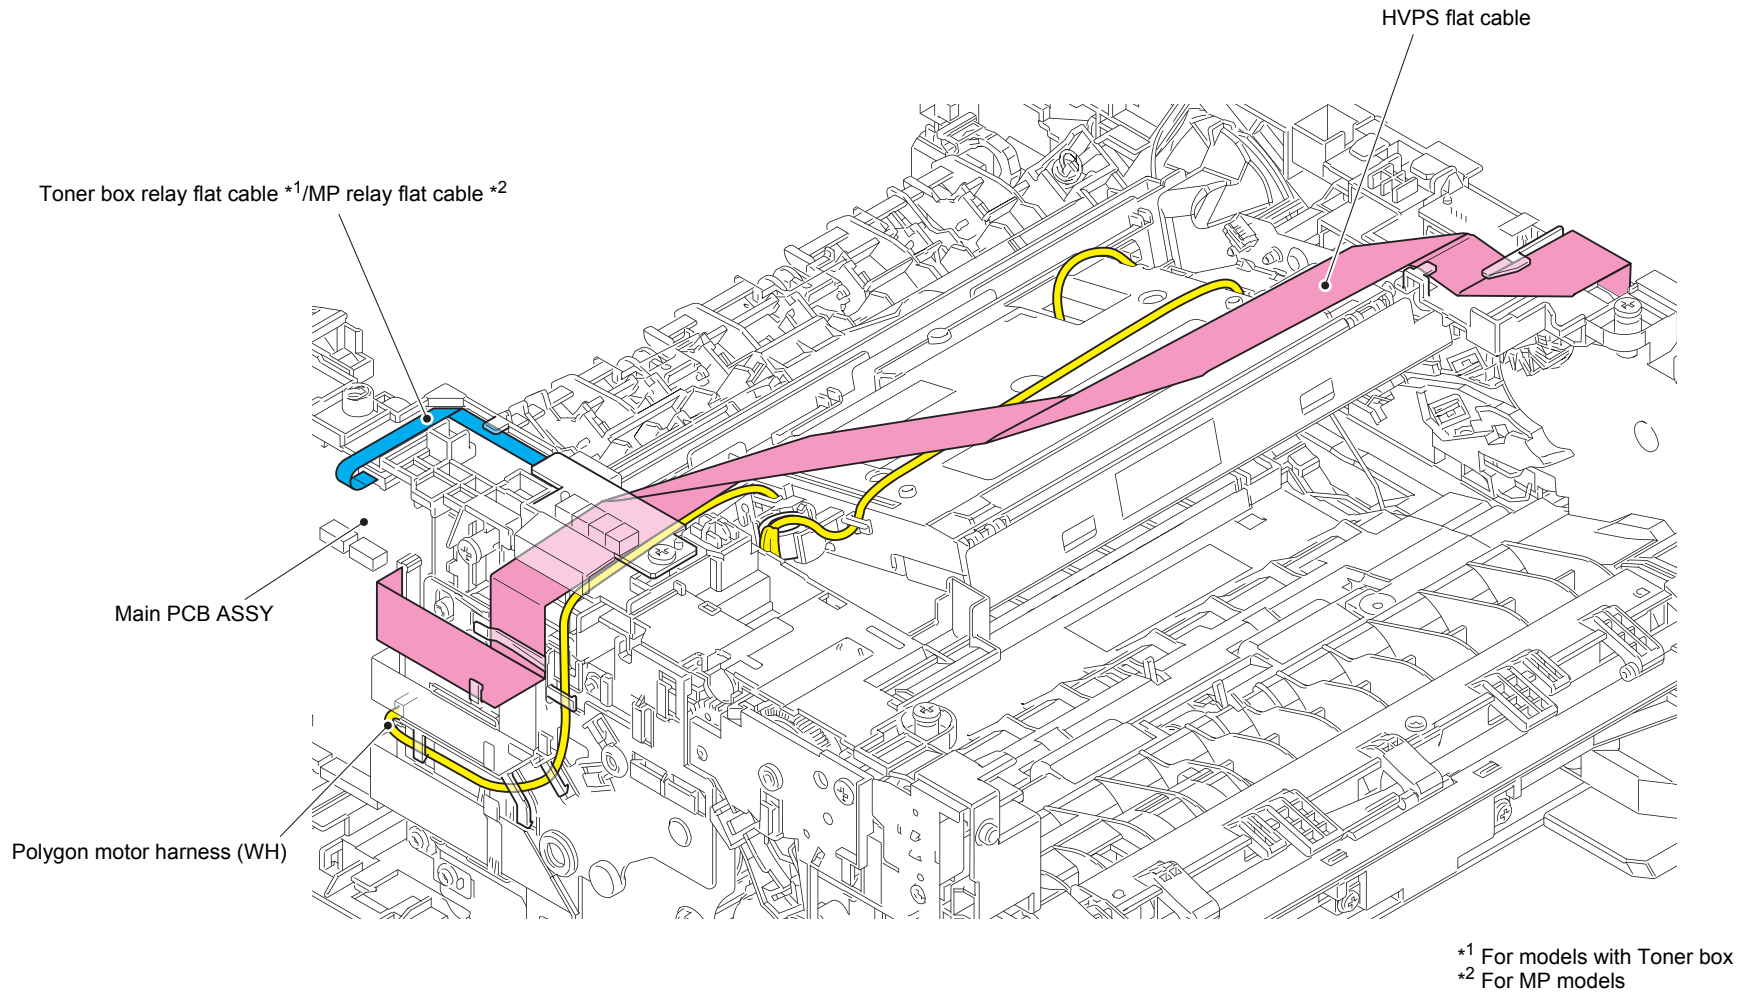 HVPS flat cable
Toner box relay flat cable *1/MP relay flat cable *2
Main PCB ASSY
Polygon motor harness (WH)
*1 For models with Toner box
*2 For MP models